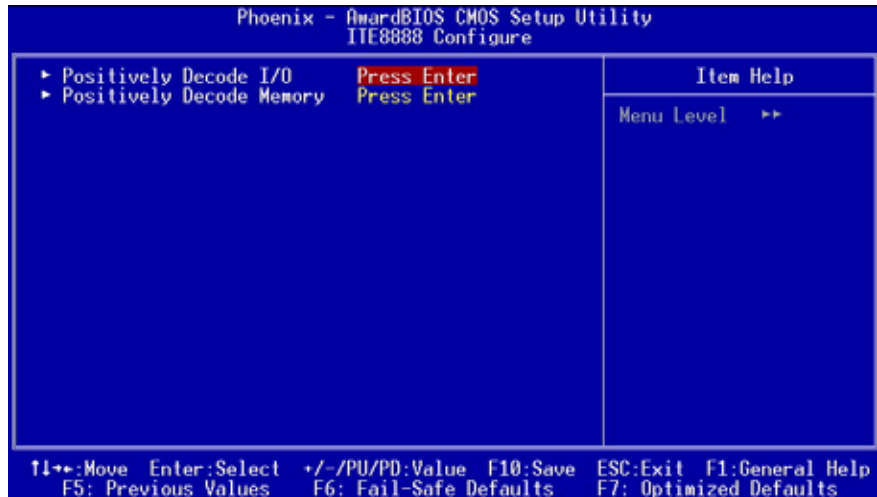 Phoenix - AwardBIOS CMOS Setup Utility
ITE8888 Configure
► Positively Decode I/O Press Enter
► Positively Decode Memory Press Enter
Item Help
Menu Level ►►
↑↓→←:Move Enter:Select +/-/PU/PD:Value F10:Save ESC:Exit F1:General Help
F5: Previous Values F6: Fail-Safe Defaults F7: Optimized Defaults